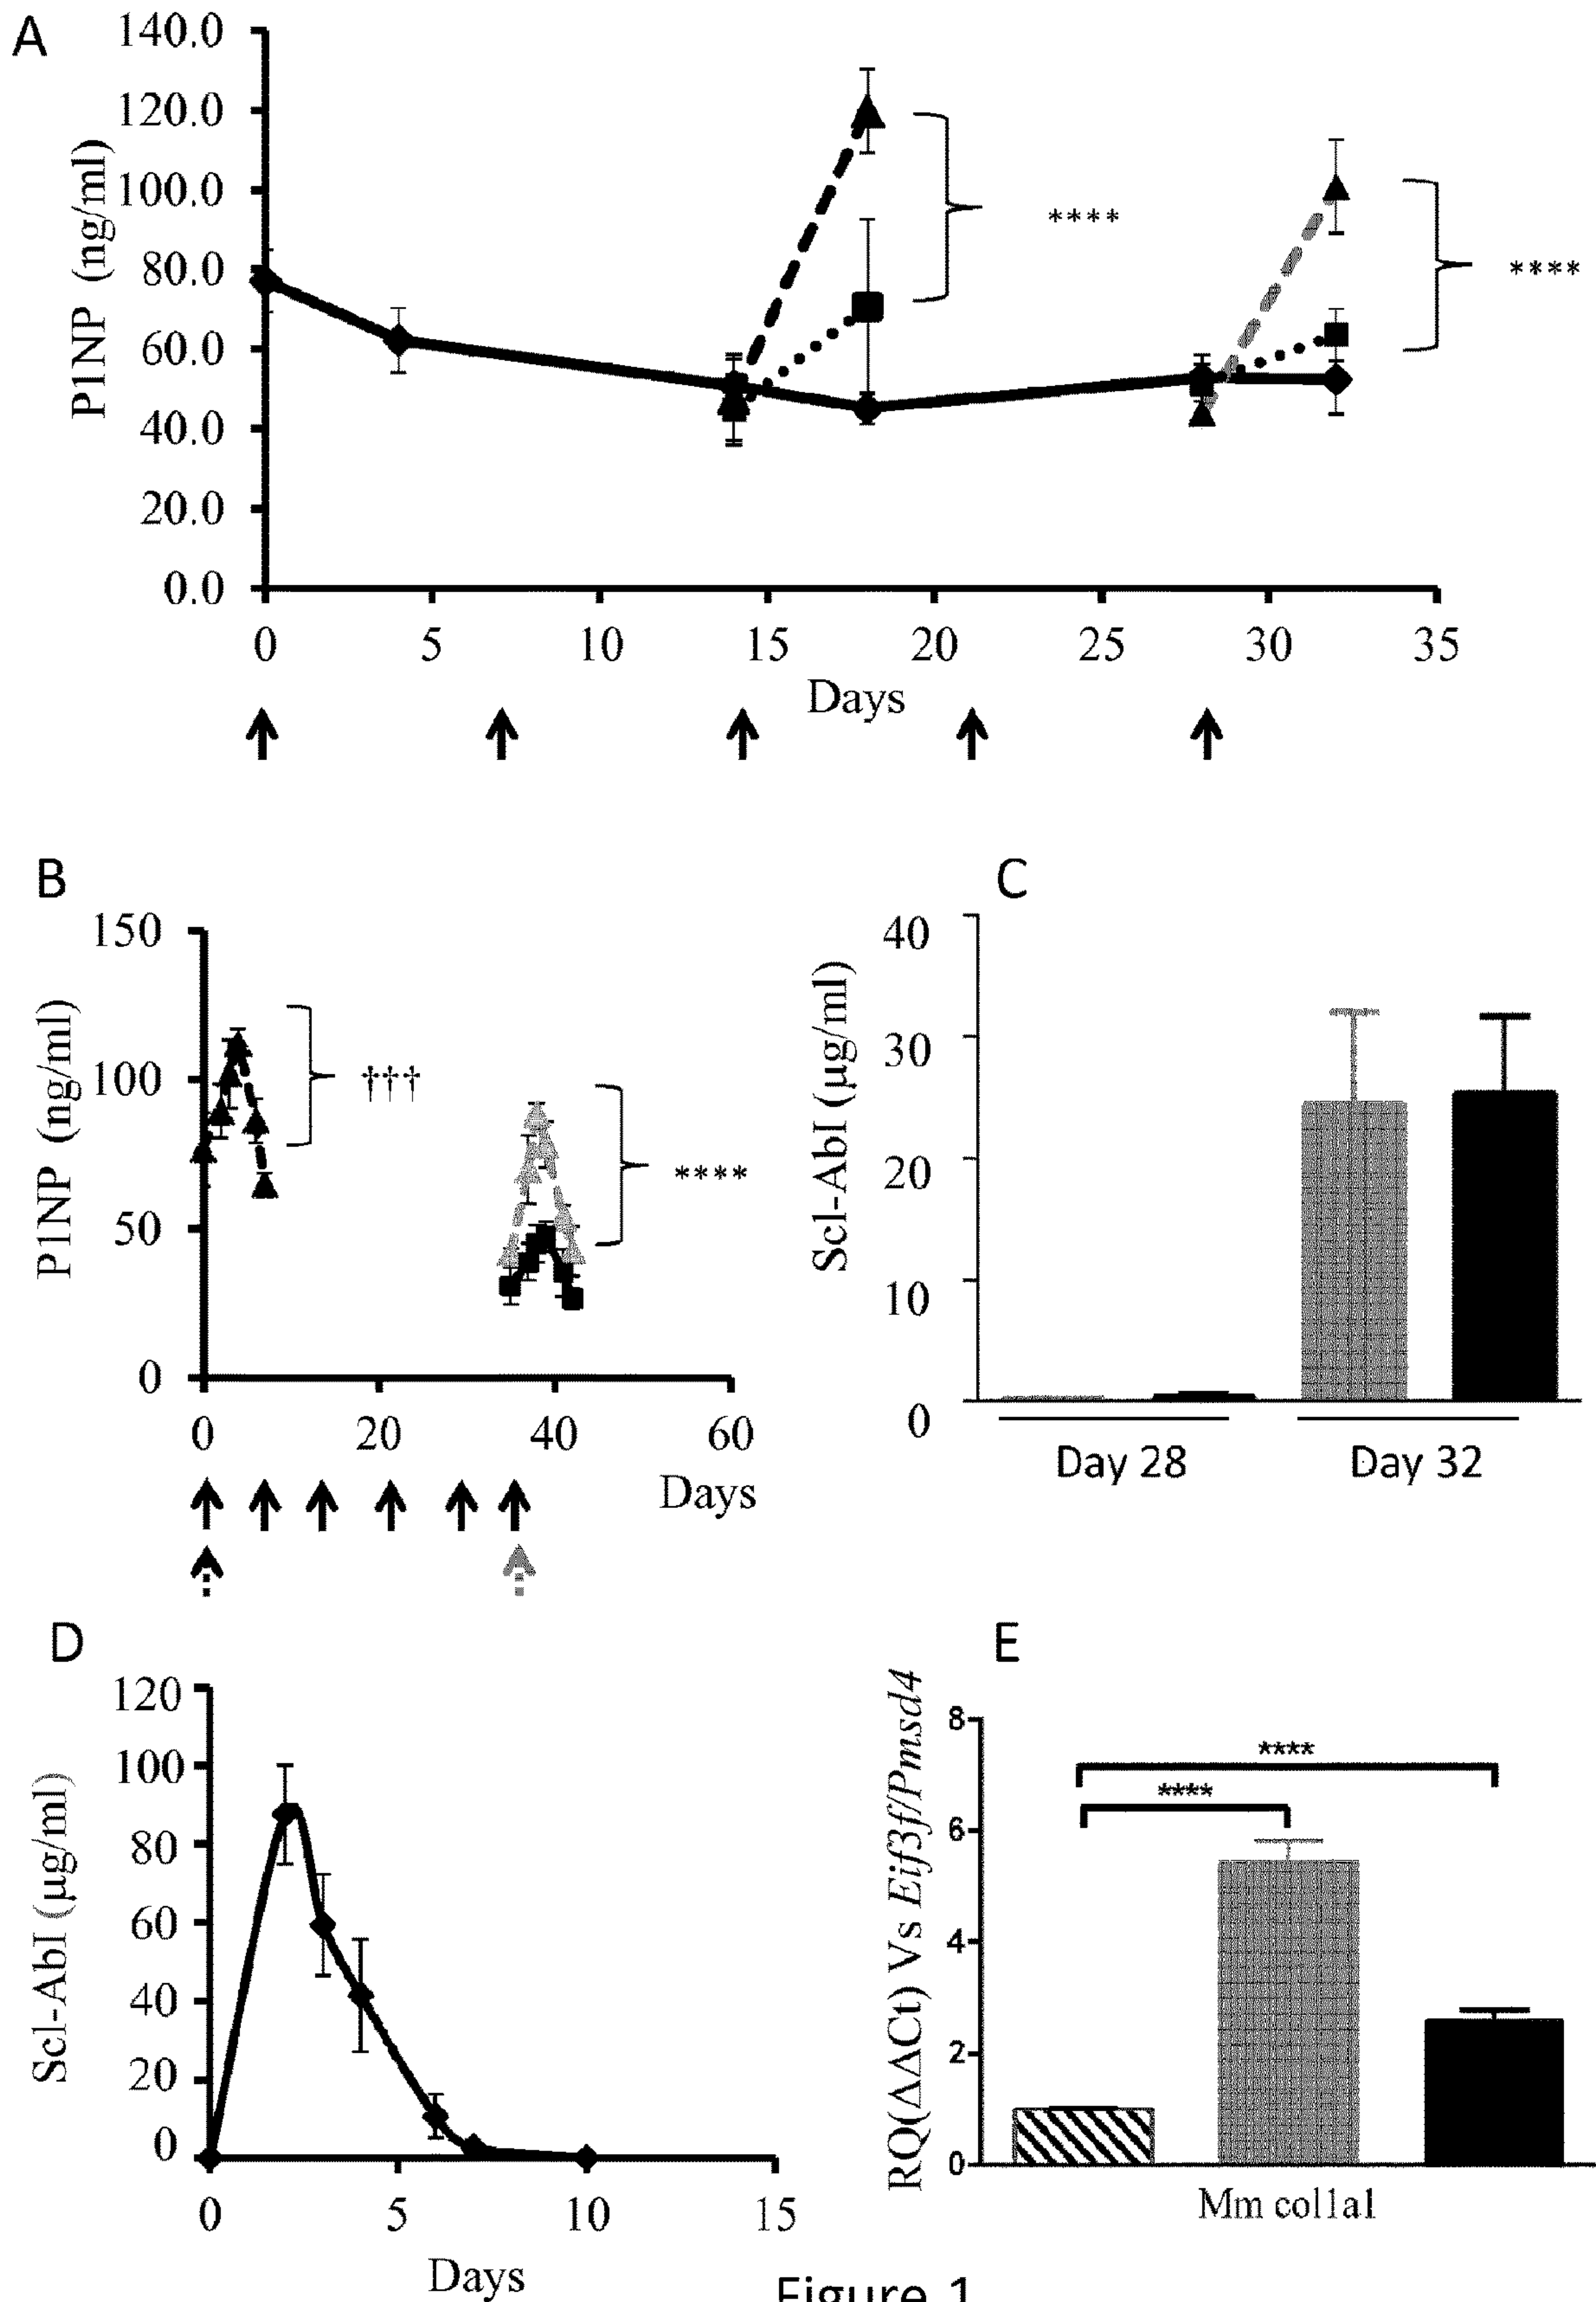 A
140.0
120.0
100.0
80.0
60.0
40.0
20.0
0.0
P1NP (ng/ml)
****
****
0 5 10 15 20 25 30 35
Days
B
150
100
50
0
P1NP (ng/ml)
†††
****
0 20 40 60
Days
C
40
30
20
10
0
Scl-AbI (μg/ml)
Day 28 Day 32
D
120
100
80
60
40
20
0
Scl-AbI (μg/ml)
0 5 10 15
Days
E
8
6
4
2
0
RQ(ΔΔCt) Vs Eif3f/Pmsd4
****
****
Mm col1a1
Figure 1